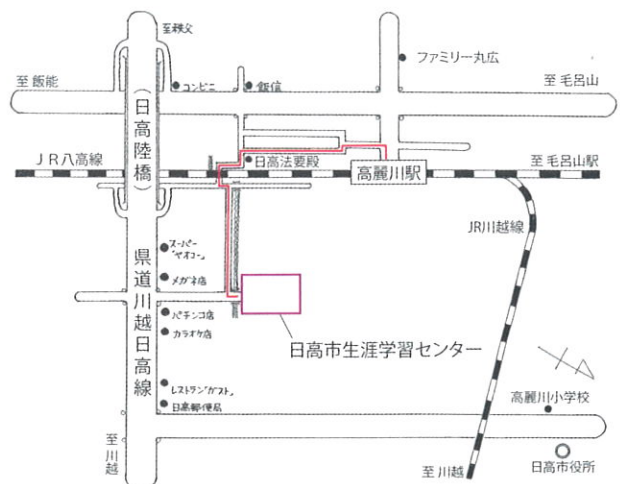 至秩父
ファミリー丸広
至 飯能
コンビニ
飯信
至 毛呂山
（日高陸橋）
JR八高線
日高法要殿
高麗川駅
至 毛呂山駅
JR川越線
スーパー
"ヤオコー"
メガネ店
県道川越日高線
パチンコ店
カラオケ店
日高市生涯学習センター
レストラン"ガスト"
日高郵便局
高麗川小学校
至 川越
至 川越
日高市役所